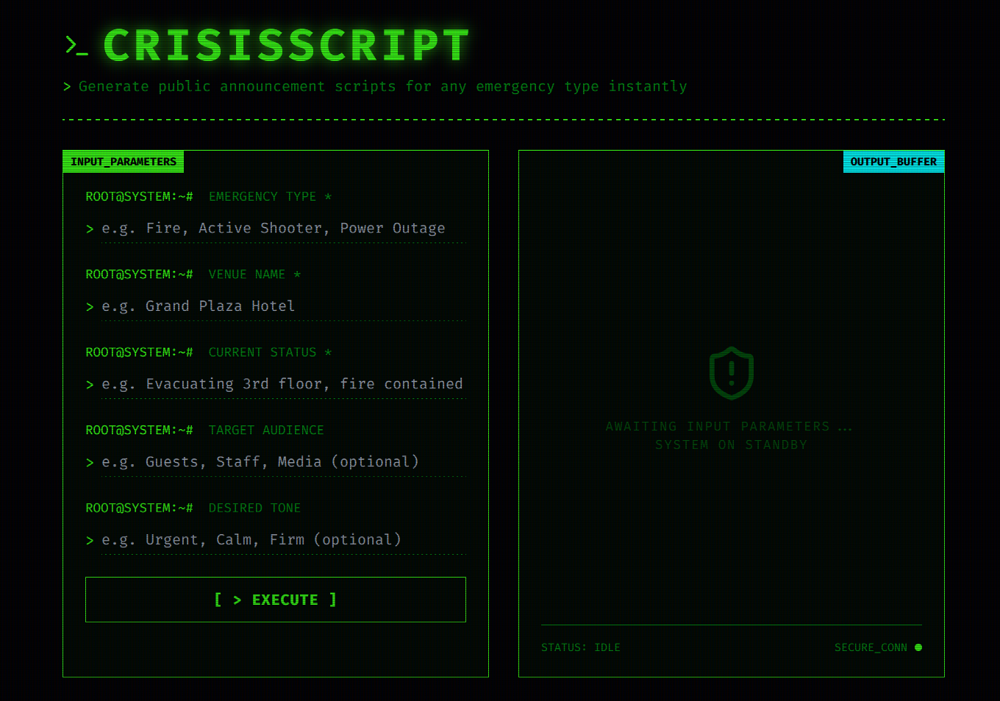 >_ CRISISSCRIPT
> Generate public announcement scripts for any emergency type instantly
INPUT_PARAMETERS
ROOT@SYSTEM:~# EMERGENCY TYPE *
> e.g. Fire, Active Shooter, Power Outage
ROOT@SYSTEM:~# VENUE NAME *
> e.g. Grand Plaza Hotel
ROOT@SYSTEM:~# CURRENT STATUS *
> e.g. Evacuating 3rd floor, fire contained
ROOT@SYSTEM:~# TARGET AUDIENCE
> e.g. Guests, Staff, Media (optional)
ROOT@SYSTEM:~# DESIRED TONE
> e.g. Urgent, Calm, Firm (optional)
[ > EXECUTE ]
OUTPUT_BUFFER
AWAITING INPUT PARAMETERS...
SYSTEM ON STANDBY
STATUS: IDLE
SECURE_CONN